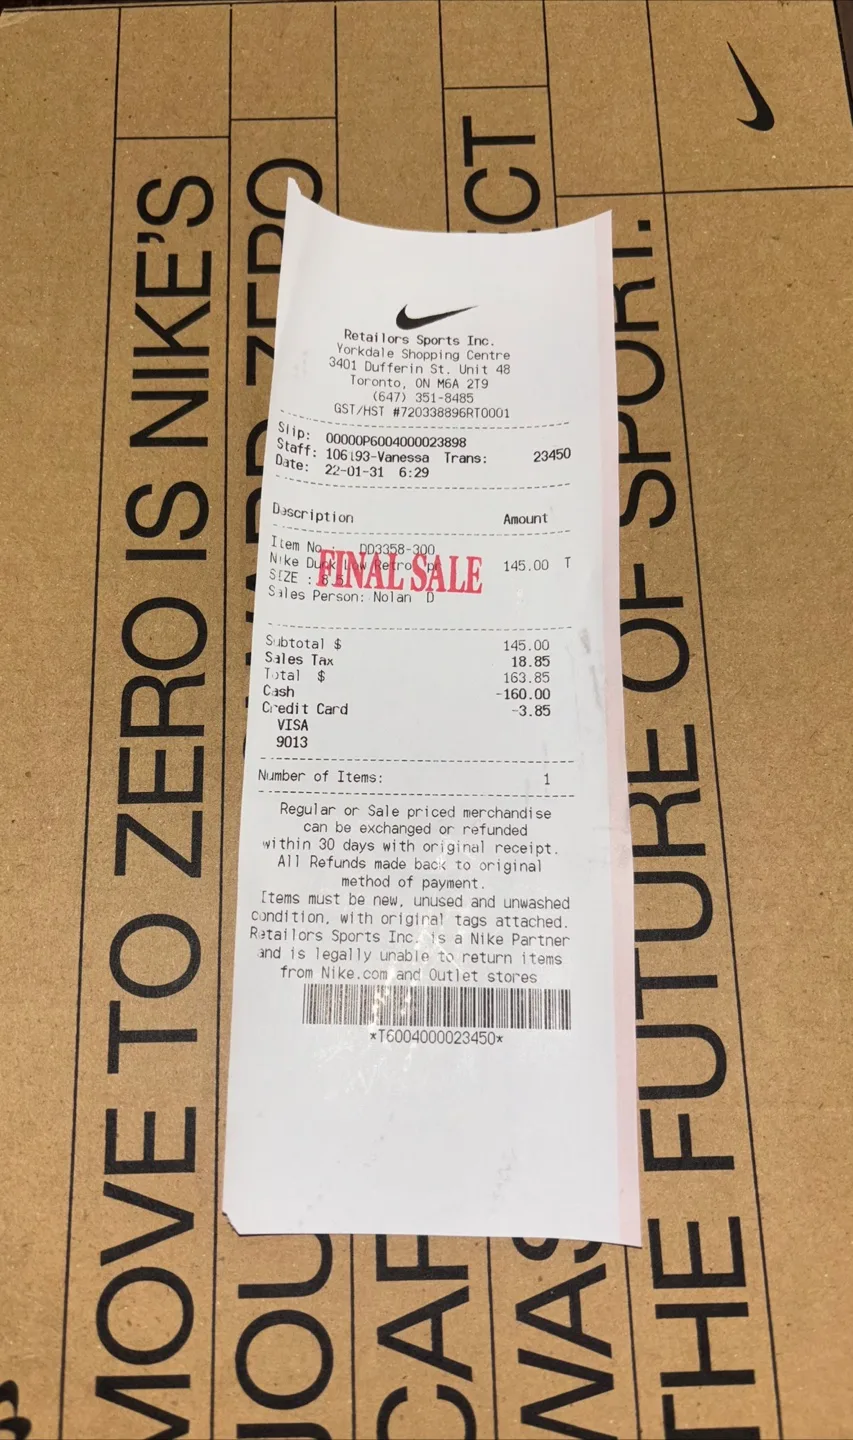 Retailors Sports Inc.
Yorkdale Shopping Centre
3401 Dufferin St. Unit 48
Toronto, ON M6A 2T9
(647) 351-8485
GST/HST #720338896RT0001
Slip: 00000P6004000023898
Staff: 106193-Vanessa Trans: 23450
Date: 22-01-31 6:29
Description Amount
Item No.: DD3358-300
Nike Low Retro 145.00 T
SIZE : 8.5
FINAL SALE
Sales Person: Nolan D
Subtotal $ 145.00
Sales Tax 18.85
Total $ 163.85
Cash -160.00
Credit Card -3.85
VISA
9013
Number of Items: 1
Regular or Sale priced merchandise
can be exchanged or refunded
within 30 days with original receipt.
All Refunds made back to original
method of payment.
Items must be new, unused and unwashed
condition, with original tags attached.
Retailors Sports Inc. is a Nike Partner
and is legally unable to return items
from Nike.com and Outlet stores
*T6004000023450*
MOVE TO ZERO IS NIKE'S
ZERO
THE FUTURE OF SPORT.